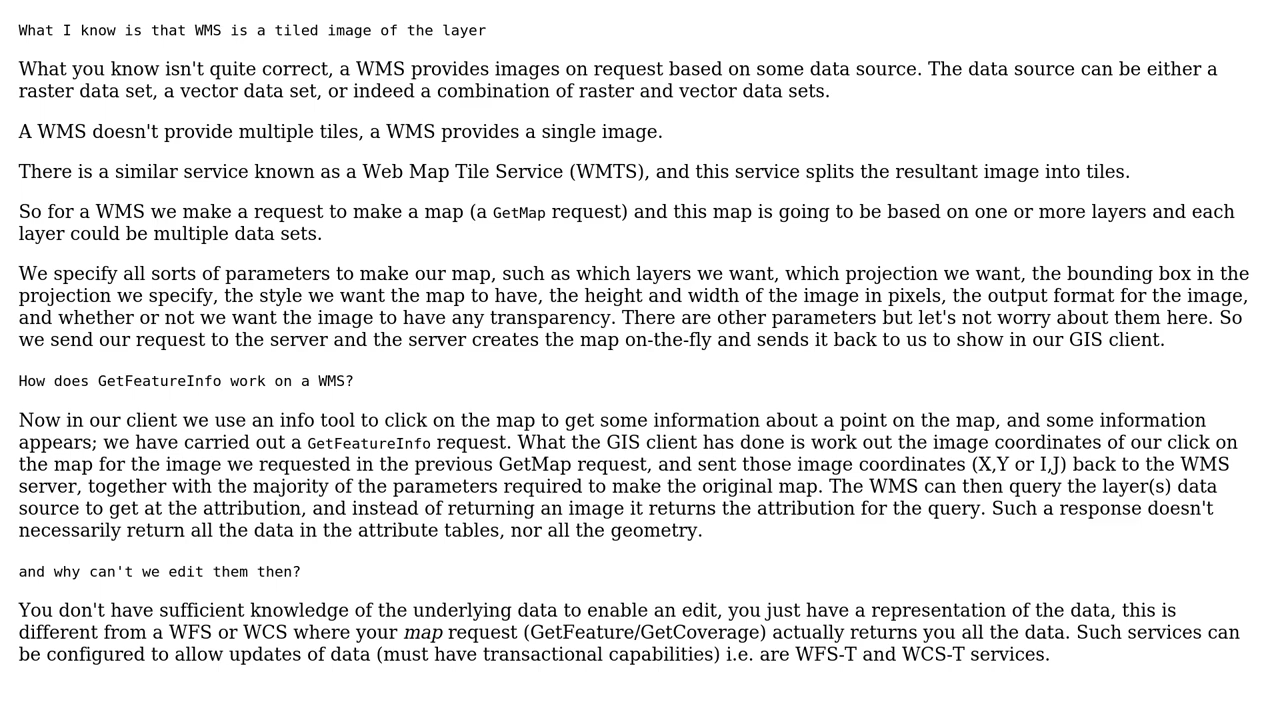 What I know is that WMS is a tiled image of the layer
What you know isn't quite correct, a WMS provides images on request based on some data source. The data source can be either a
raster data set, a vector data set, or indeed a combination of raster and vector data sets.
A WMS doesn't provide multiple tiles, a WMS provides a single image.
There is a similar service known as a Web Map Tile Service (WMTS), and this service splits the resultant image into tiles.
So for a WMS we make a request to make a map (a GetMap request) and this map is going to be based on one or more layers and each
layer could be multiple data sets.
We specify all sorts of parameters to make our map, such as which layers we want, which projection we want, the bounding box in the
projection we specify, the style we want the map to have, the height and width of the image in pixels, the output format for the image,
and whether or not we want the image to have any transparency. There are other parameters but let's not worry about them here. So
we send our request to the server and the server creates the map on-the-fly and sends it back to us to show in our GIS client.
How does GetFeatureInfo work on a WMS?
Now in our client we use an info tool to click on the map to get some information about a point on the map, and some information
appears; we have carried out a GetFeatureInfo request. What the GIS client has done is work out the image coordinates of our click on
the map for the image we requested in the previous GetMap request, and sent those image coordinates (X,Y or I,J) back to the WMS
server, together with the majority of the parameters required to make the original map. The WMS can then query the layer(s) data
source to get at the attribution, and instead of returning an image it returns the attribution for the query. Such a response doesn't
necessarily return all the data in the attribute tables, nor all the geometry.
and why can't we edit them then?
You don't have sufficient knowledge of the underlying data to enable an edit, you just have a representation of the data, this is
different from a WFS or WCS where your map request (GetFeature/GetCoverage) actually returns you all the data. Such services can
be configured to allow updates of data (must have transactional capabilities) i.e. are WFS-T and WCS-T services.